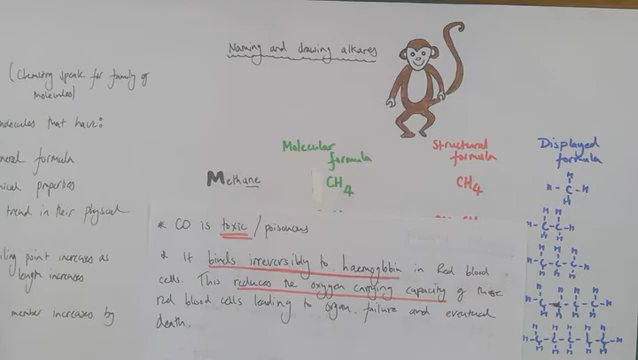 Naming and drawing alkanes
(Chemistry speak for family of
molecules)
molecules that have:
neral formula
ical properties
trend in their physical
iling point increases as
length increases
member increases by
Molecular
formula
Structural
formula
Displayed
formula
Methane
CH4
CH4
* CO is toxic / poisonous
* It binds irreversibly to haemoglobin in Red blood
cells. This reduces the oxygen carrying capacity of these
red blood cells leading to organ failure and eventual
death.